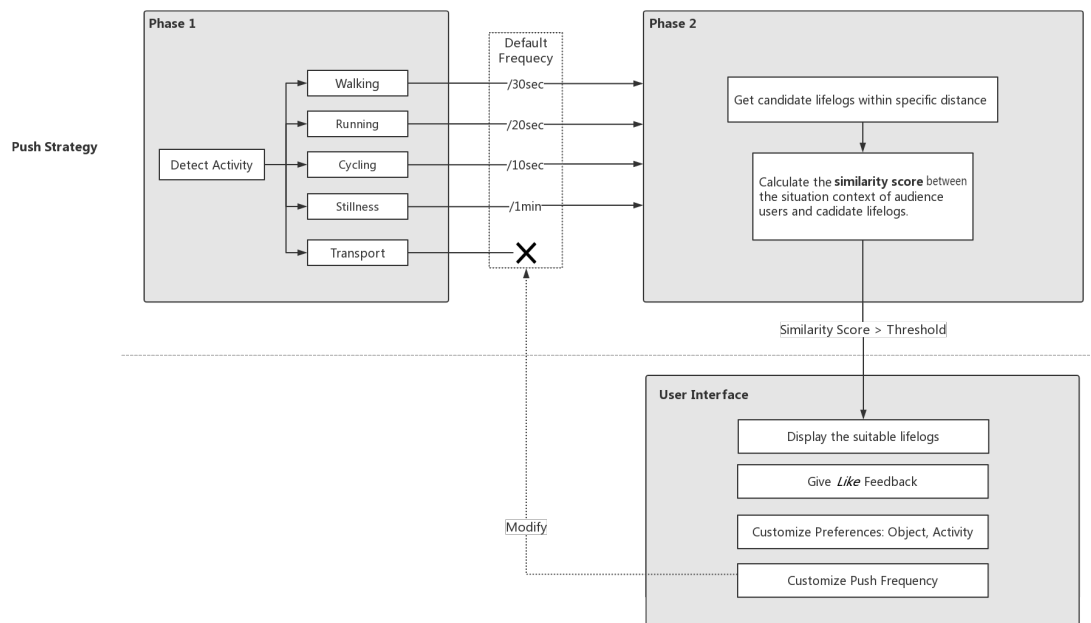 Phase 1
Phase 2
Default
Frequecy
Walking
/30sec
Get candidate lifelogs within specific distance
Running
/20sec
Push Strategy
Detect Activity
Cycling
/10sec
Calculate the similarity score between
the situation context of audience
users and cadidate lifelogs.
Stillness
/1min
Transport
Similarity Score > Threshold
User Interface
Display the suitable lifelogs
Give Like Feedback
Modify
Customize Preferences: Object, Activity
Customize Push Frequency